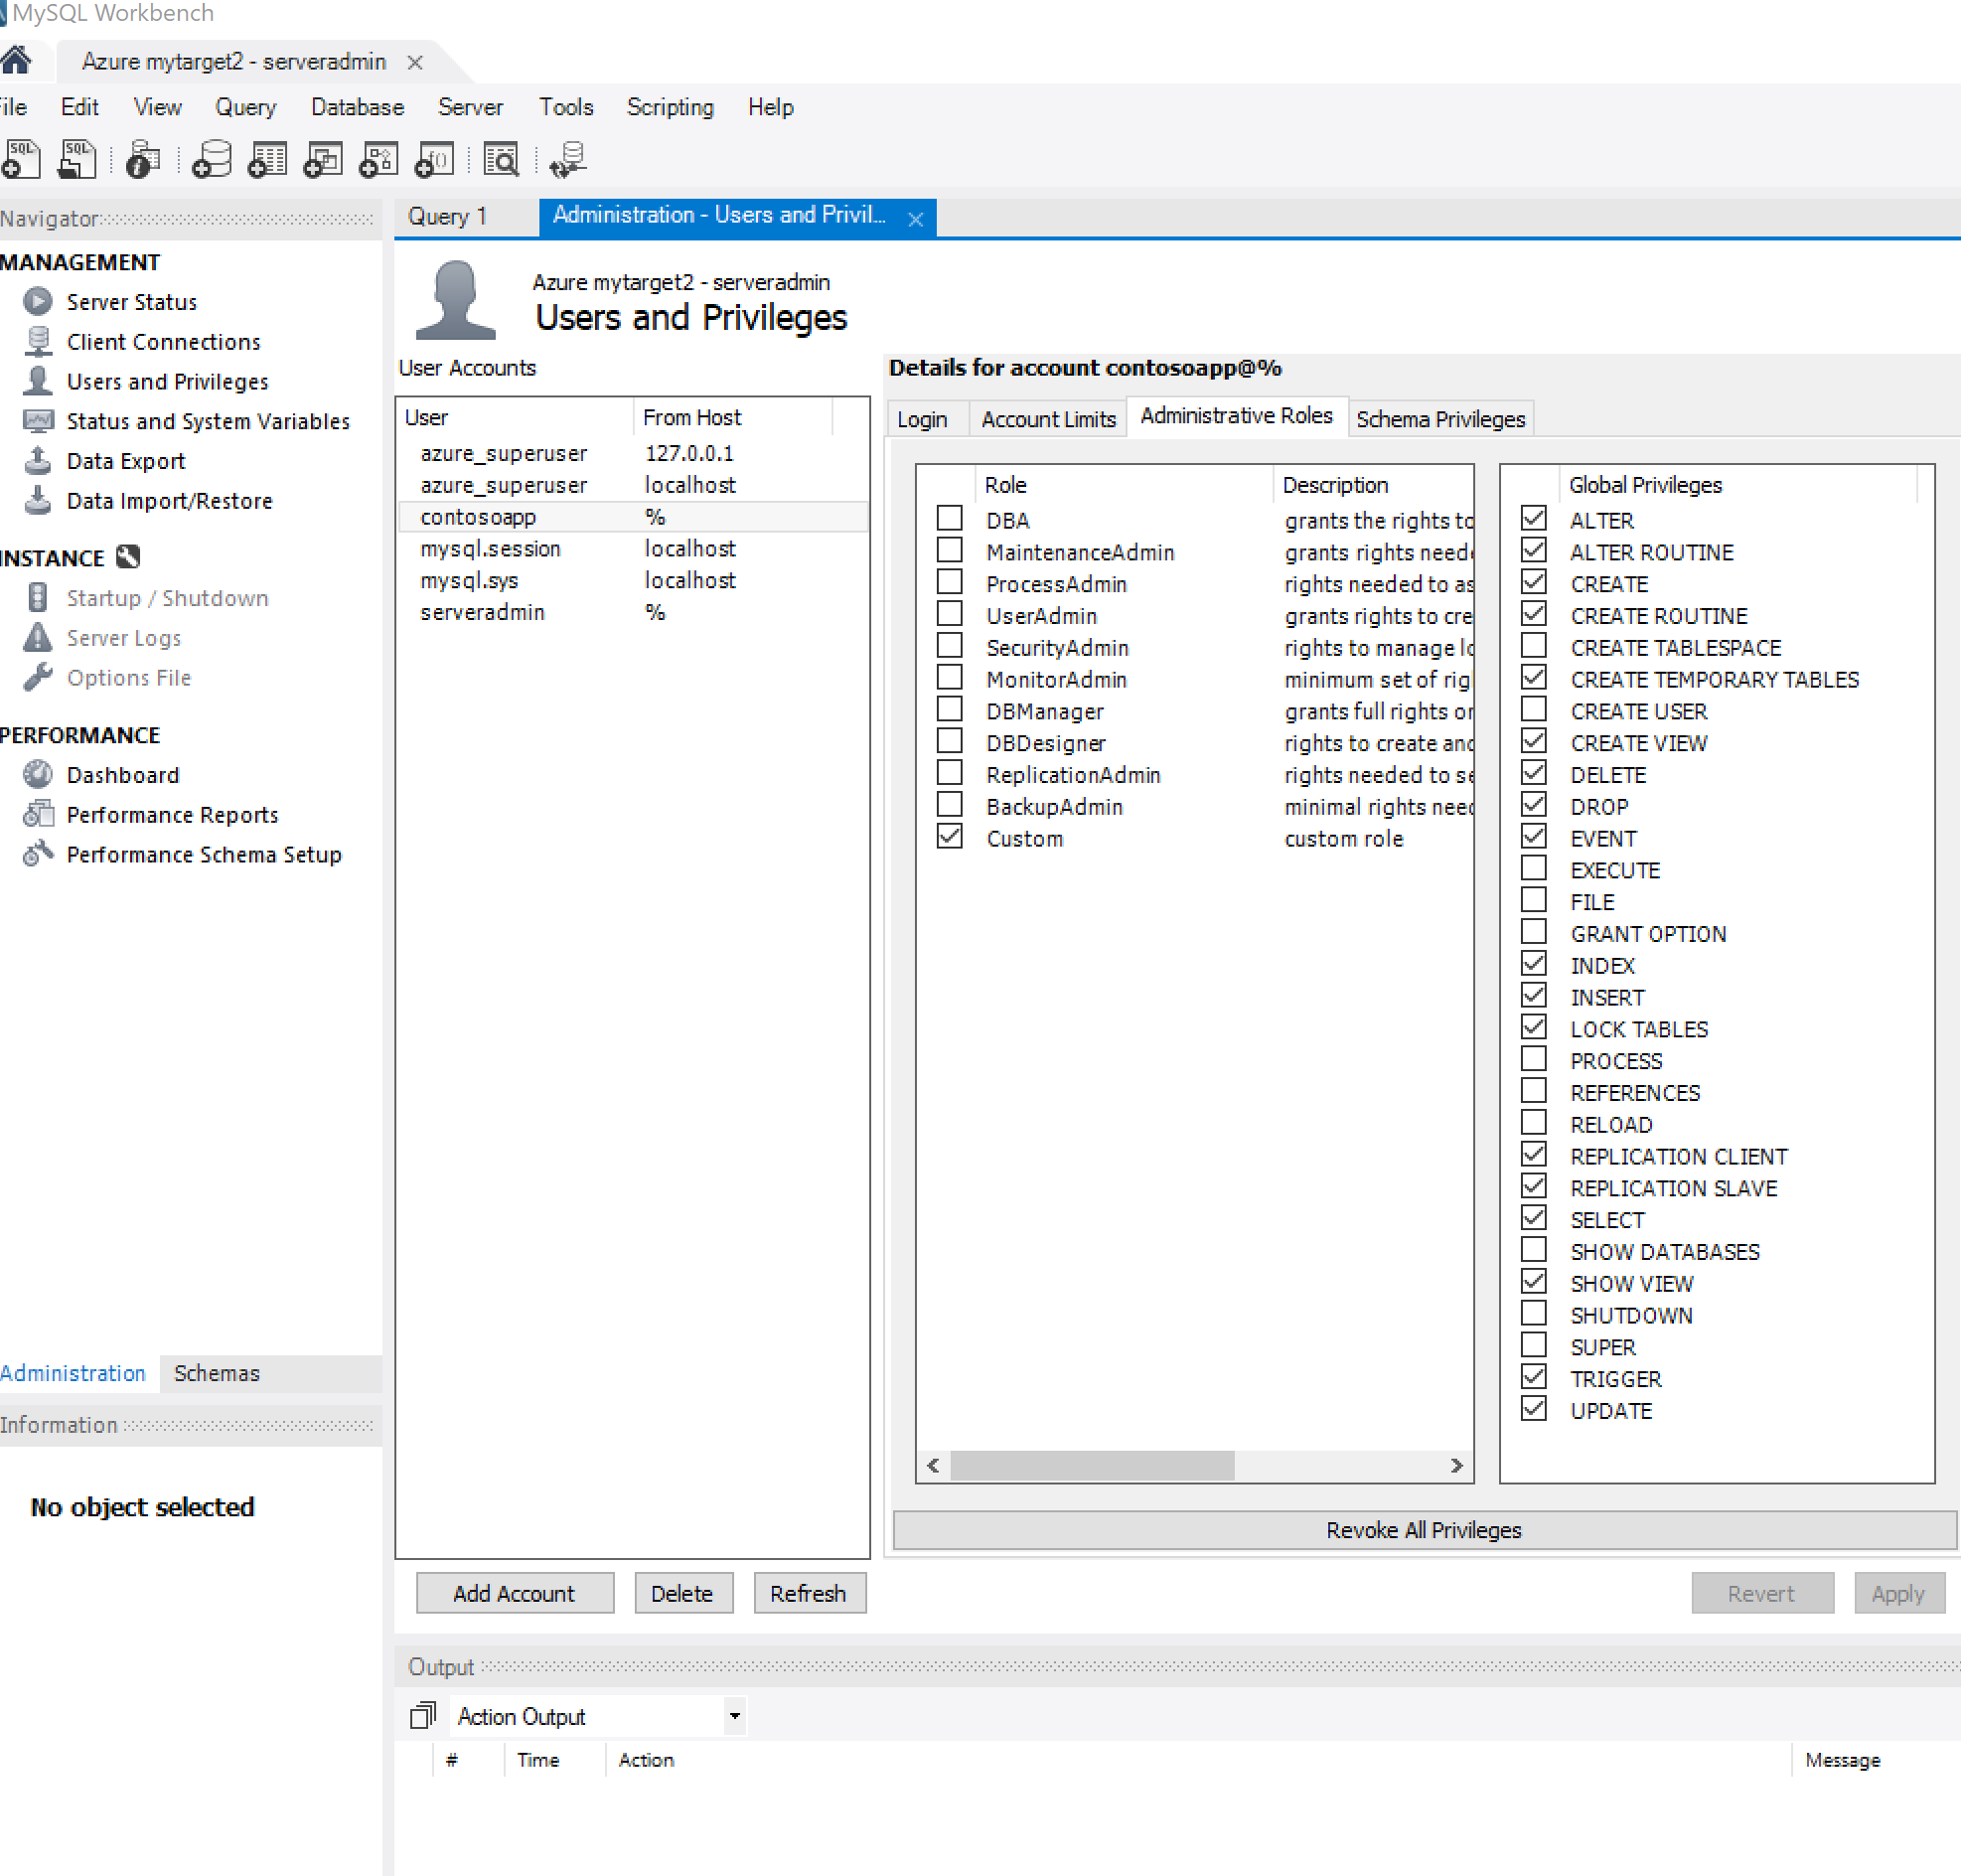 MySQL Workbench
Azure mytarget2 - serveradmin
ile Edit View Query Database Server Tools Scripting Help
Navigator
MANAGEMENT
Server Status
Client Connections
Users and Privileges
Status and System Variables
Data Export
Data Import/Restore
INSTANCE
Startup / Shutdown
Server Logs
Options File
PERFORMANCE
Dashboard
Performance Reports
Performance Schema Setup
Administration Schemas
Information
No object selected
Query 1 Administration - Users and Privil...
Azure mytarget2 - serveradmin
Users and Privileges
User Accounts
User From Host
azure_superuser 127.0.0.1
azure_superuser localhost
contosoapp %
mysql.session localhost
mysql.sys localhost
serveradmin %
Add Account Delete Refresh
Details for account contosoapp@%
Login Account Limits Administrative Roles Schema Privileges
Role Description
DBA grants the rights to
MaintenanceAdmin grants rights neede
ProcessAdmin rights needed to as
UserAdmin grants rights to cre
SecurityAdmin rights to manage lo
MonitorAdmin minimum set of rig
DBManager grants full rights or
DBDesigner rights to create and
ReplicationAdmin rights needed to se
BackupAdmin minimal rights need
Custom custom role
Global Privileges
ALTER
ALTER ROUTINE
CREATE
CREATE ROUTINE
CREATE TABLESPACE
CREATE TEMPORARY TABLES
CREATE USER
CREATE VIEW
DELETE
DROP
EVENT
EXECUTE
FILE
GRANT OPTION
INDEX
INSERT
LOCK TABLES
PROCESS
REFERENCES
RELOAD
REPLICATION CLIENT
REPLICATION SLAVE
SELECT
SHOW DATABASES
SHOW VIEW
SHUTDOWN
SUPER
TRIGGER
UPDATE
Revoke All Privileges
Revert Apply
Output
Action Output
# Time Action Message